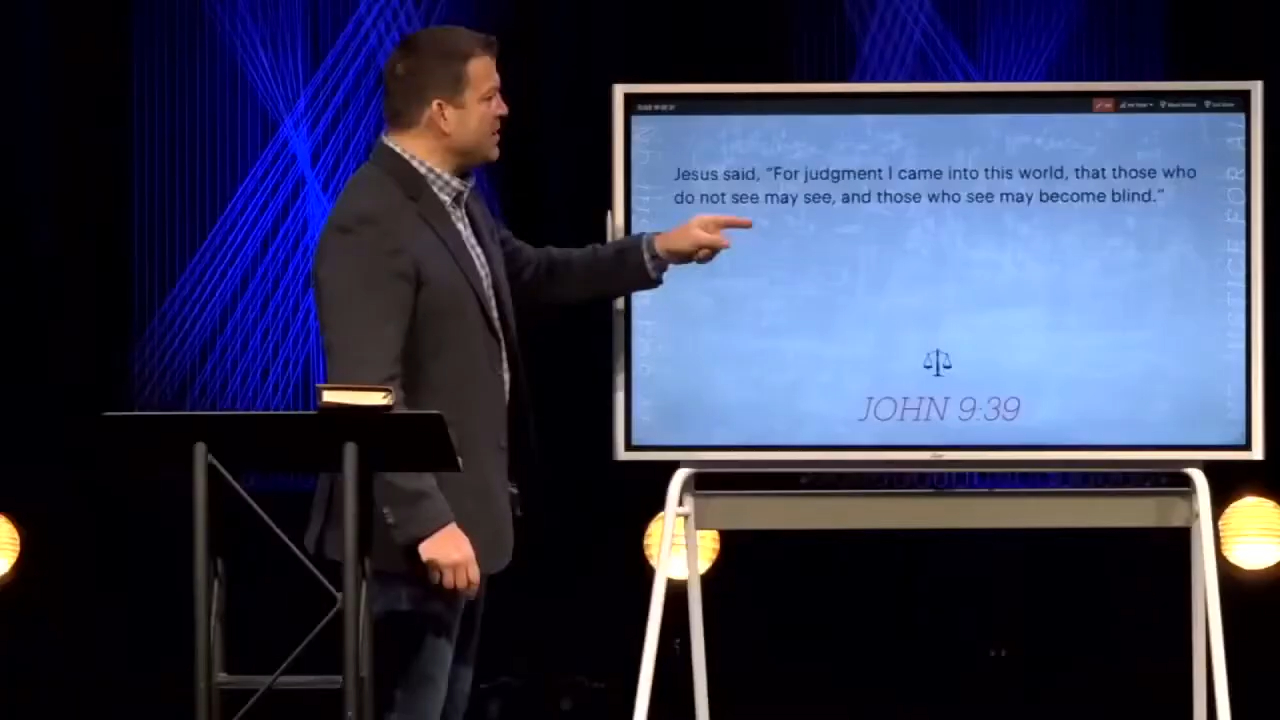 Jesus said, “For judgment I came into this world, that those who
do not see may see, and those who see may become blind.”
JOHN 9:39